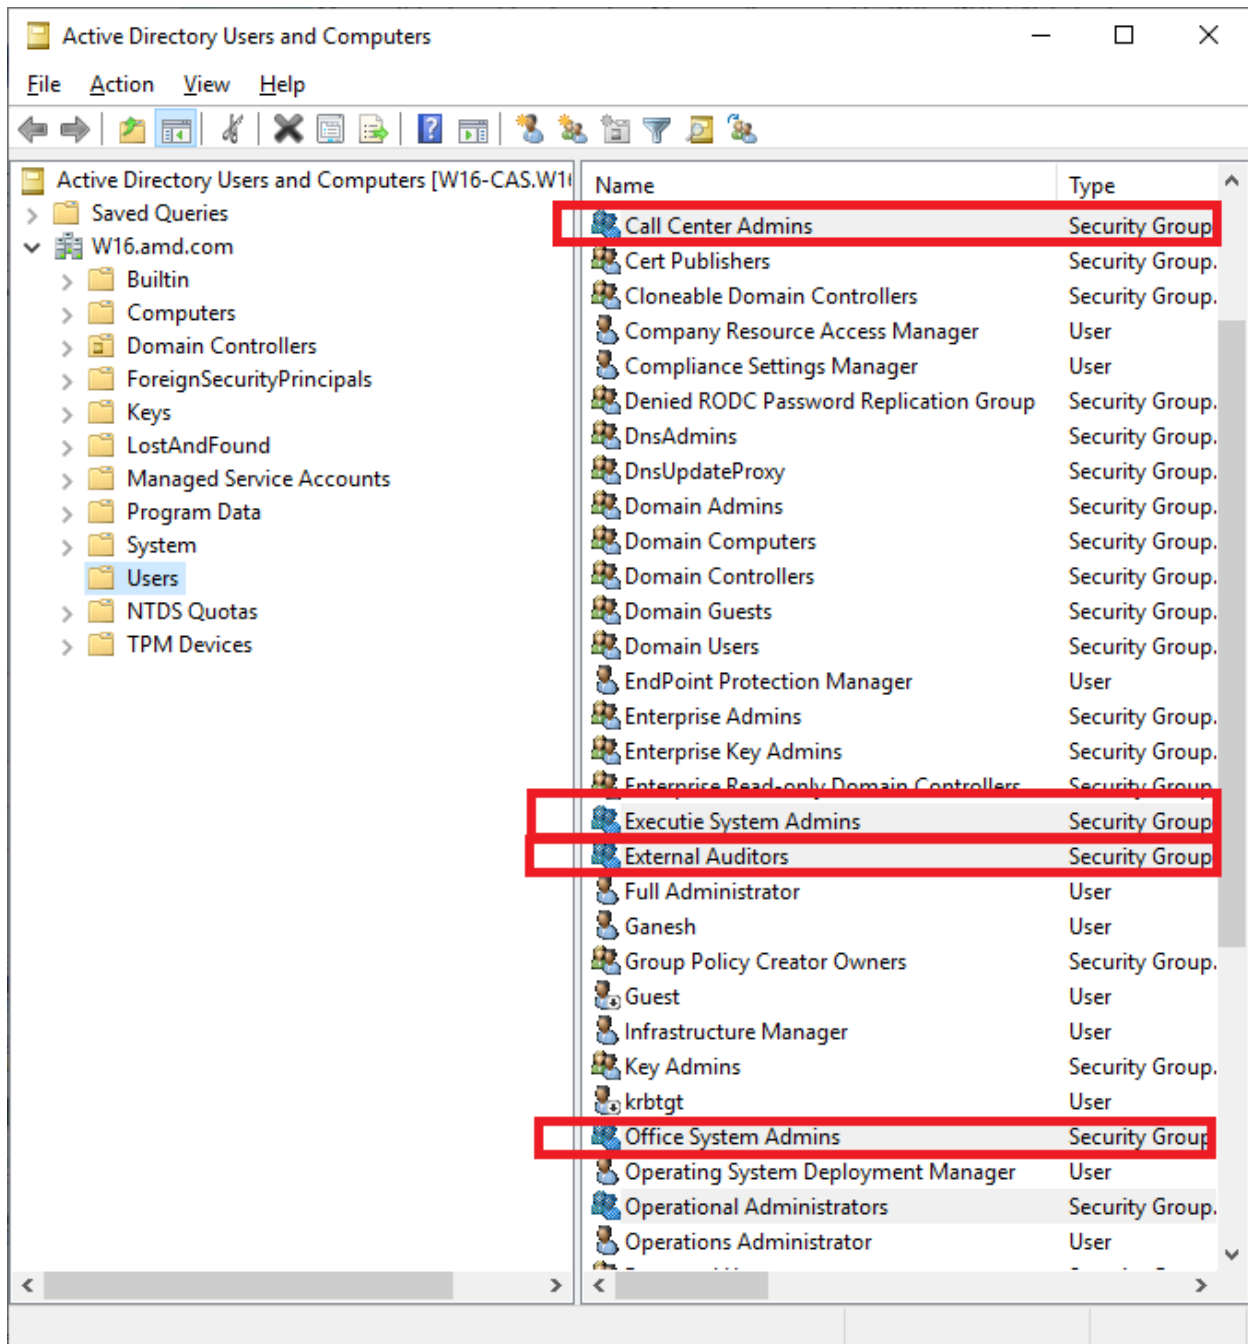 Active Directory Users and Computers
File Action View Help
Active Directory Users and Computers [W16-CAS.W16
Saved Queries
W16.amd.com
Builtin
Computers
Domain Controllers
ForeignSecurityPrincipals
Keys
LostAndFound
Managed Service Accounts
Program Data
System
Users
NTDS Quotas
TPM Devices
Name Type
Call Center Admins Security Group
Cert Publishers Security Group.
Cloneable Domain Controllers Security Group.
Company Resource Access Manager User
Compliance Settings Manager User
Denied RODC Password Replication Group Security Group.
DnsAdmins Security Group.
DnsUpdateProxy Security Group.
Domain Admins Security Group.
Domain Computers Security Group.
Domain Controllers Security Group.
Domain Guests Security Group.
Domain Users Security Group.
EndPoint Protection Manager User
Enterprise Admins Security Group.
Enterprise Key Admins Security Group.
Enterprise Read-only Domain Controllers Security Group
Executie System Admins Security Group
External Auditors Security Group
Full Administrator User
Ganesh User
Group Policy Creator Owners Security Group.
Guest User
Infrastructure Manager User
Key Admins Security Group.
krbtgt User
Office System Admins Security Group
Operating System Deployment Manager User
Operational Administrators Security Group.
Operations Administrator User